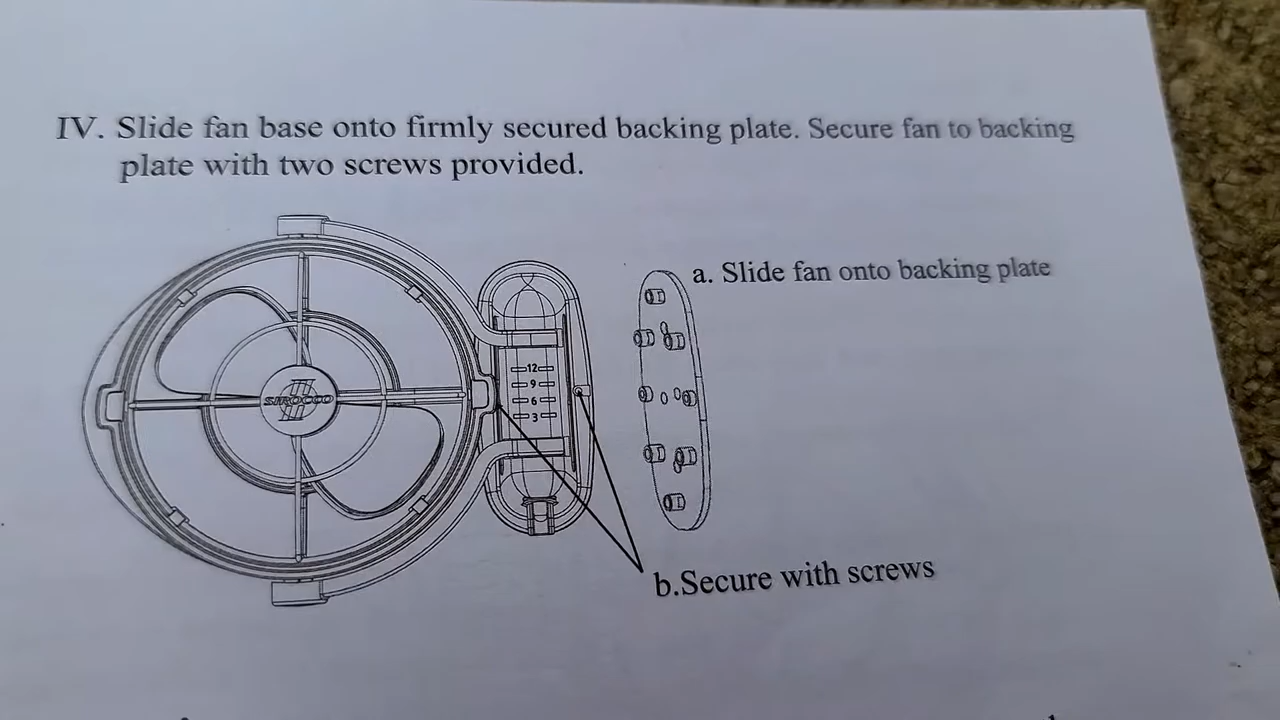 IV. Slide fan base onto firmly secured backing plate. Secure fan to backing
plate with two screws provided.
a. Slide fan onto backing plate
12
9
6
3
SIROCCO
b.Secure with screws